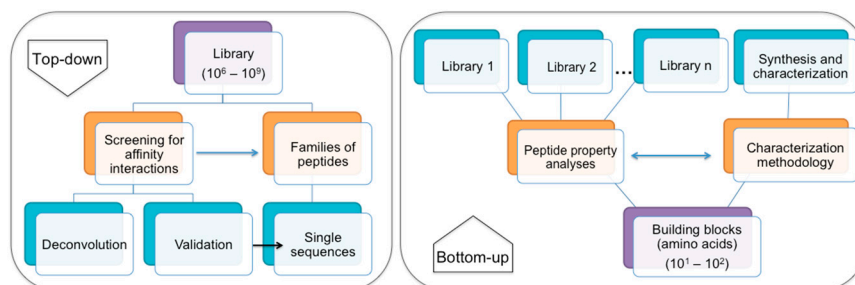 Top-down
Library
(10⁶ – 10⁹)
Screening for
affinity
interactions
Families of
peptides
Deconvolution
Validation
Single
sequences
Library 1
Library 2
...
Library n
Synthesis and
characterization
Peptide property
analyses
Characterization
methodology
Building blocks
(amino acids)
(10¹ – 10²)
Bottom-up